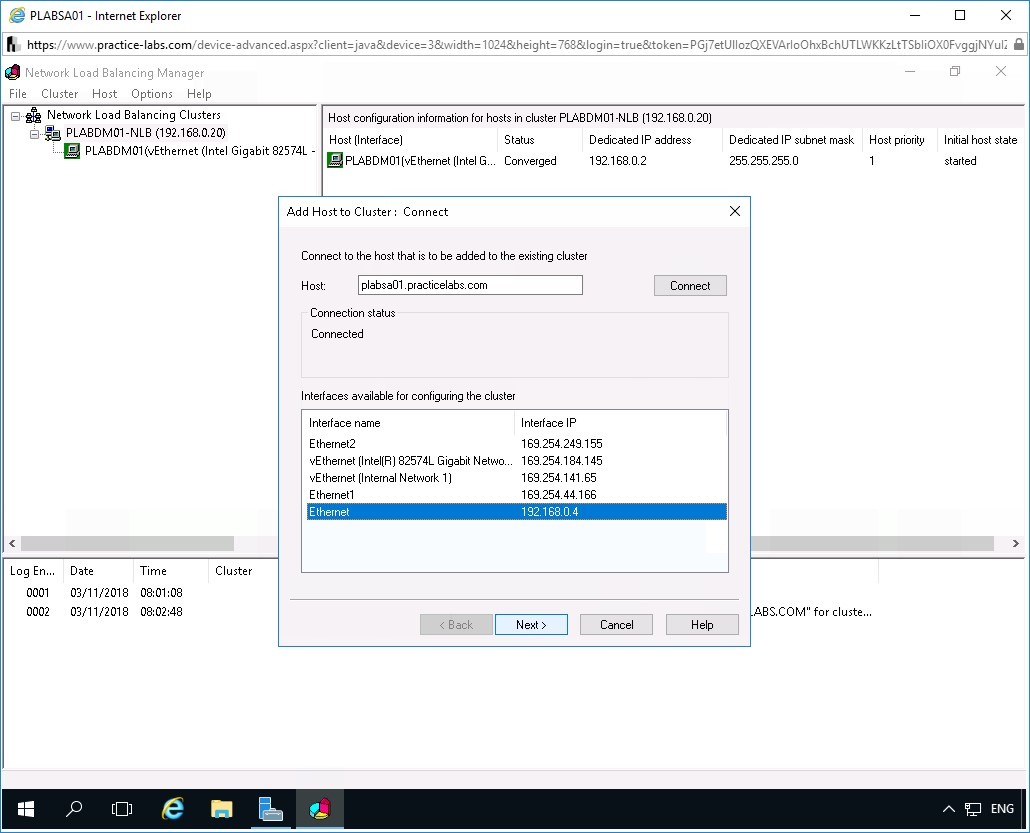 PLABSA01 - Internet Explorer
https://www.practice-labs.com/device-advanced.aspx?client=java&device=3&width=1024&height=768&login=true&token=
Network Load Balancing Manager
File Cluster Host Options Help
Network Load Balancing Clusters
PLABDM01-NLB (192.168.0.20)
PLABDM01(vEthernet (Intel Gigabit 82574L -
Host configuration information for hosts in cluster PLABDM01-NLB (192.168.0.20)
Host (Interface) Status Dedicated IP address Dedicated IP subnet mask Host priority Initial host state
PLABDM01(vEthernet (Intel G... Converged 192.168.0.2 255.255.255.0 1 started
Add Host to Cluster : Connect
Connect to the host that is to be added to the existing cluster
Host: plabsa01.practicelabs.com Connect
Connection status
Connected
Interfaces available for configuring the cluster
Interface name Interface IP
Ethernet2 169.254.249.155
vEthernet (Intel(R) 82574L Gigabit Netwo... 169.254.184.145
vEthernet (Internal Network 1) 169.254.141.65
Ethernet1 169.254.44.166
Ethernet 192.168.0.4
< Back Next > Cancel Help
Log En... Date Time Cluster
0001 03/11/2018 08:01:08
0002 03/11/2018 08:02:48 LABS.COM" for cluste...
ENG